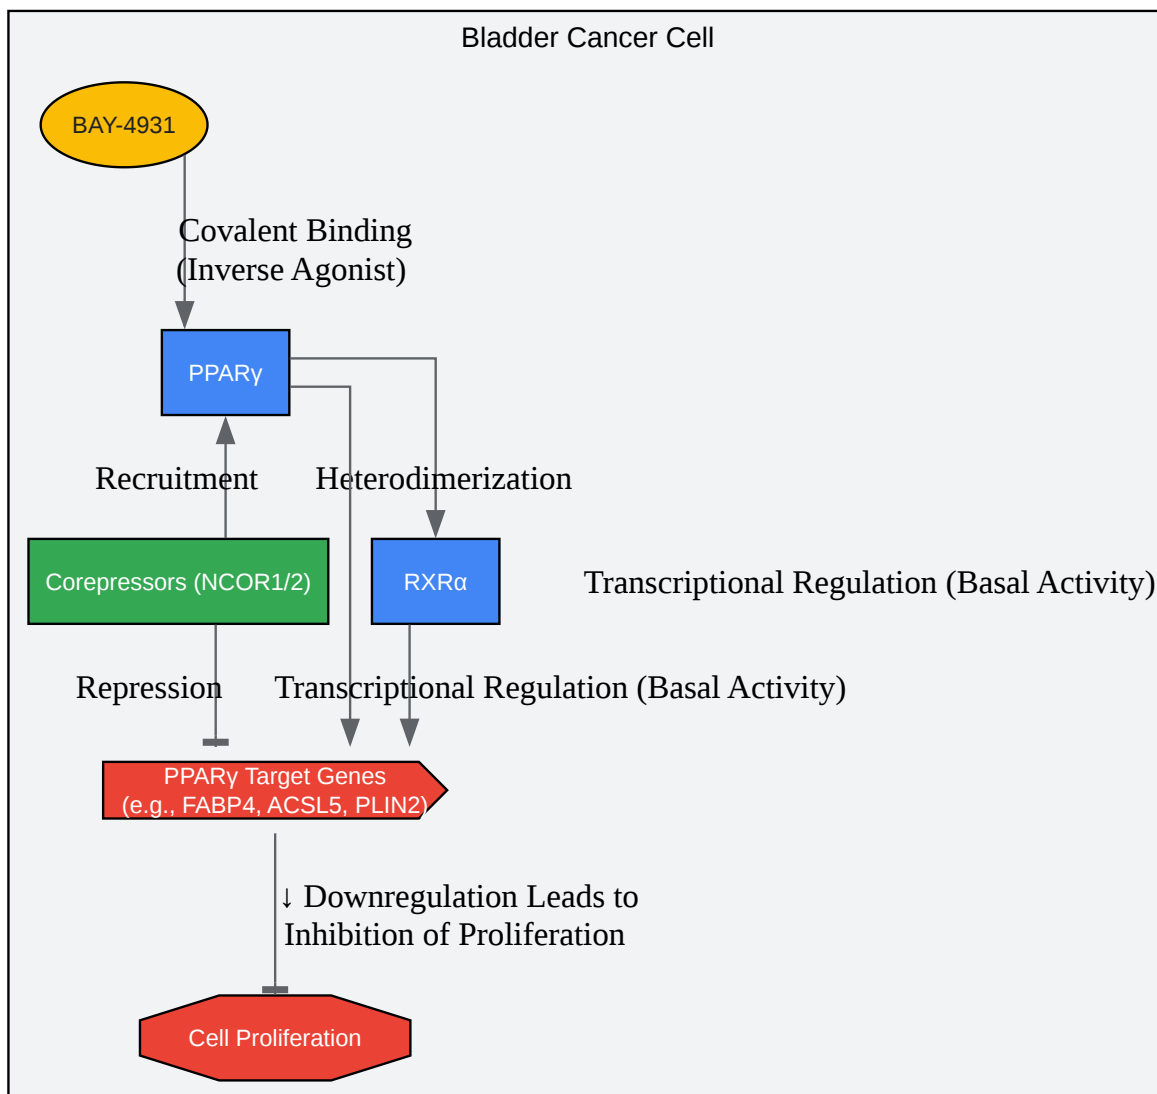 Bladder Cancer Cell
BAY-4931
Covalent Binding
(Inverse Agonist)
PPARγ
Recruitment
Heterodimerization
Corepressors (NCOR1/2)
RXRα
Transcriptional Regulation (Basal Activity)
Repression
Transcriptional Regulation (Basal Activity)
PPARγ Target Genes
(e.g., FABP4, ACSL5, PLIN2)
↓ Downregulation Leads to
Inhibition of Proliferation
Cell Proliferation